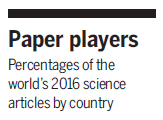 Paper players
Percentages of the
world's 2016 science
articles by country